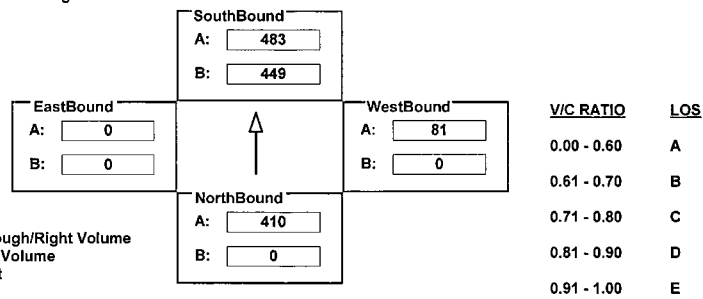 SouthBound
A: 483
B: 449
EastBound
A: 0
B: 0
WestBound
A: 81
B: 0
NorthBound
A: 410
B: 0
ough/Right Volume
Volume
V/C RATIO LOS
0.00 - 0.60 A
0.61 - 0.70 B
0.71 - 0.80 C
0.81 - 0.90 D
0.91 - 1.00 E